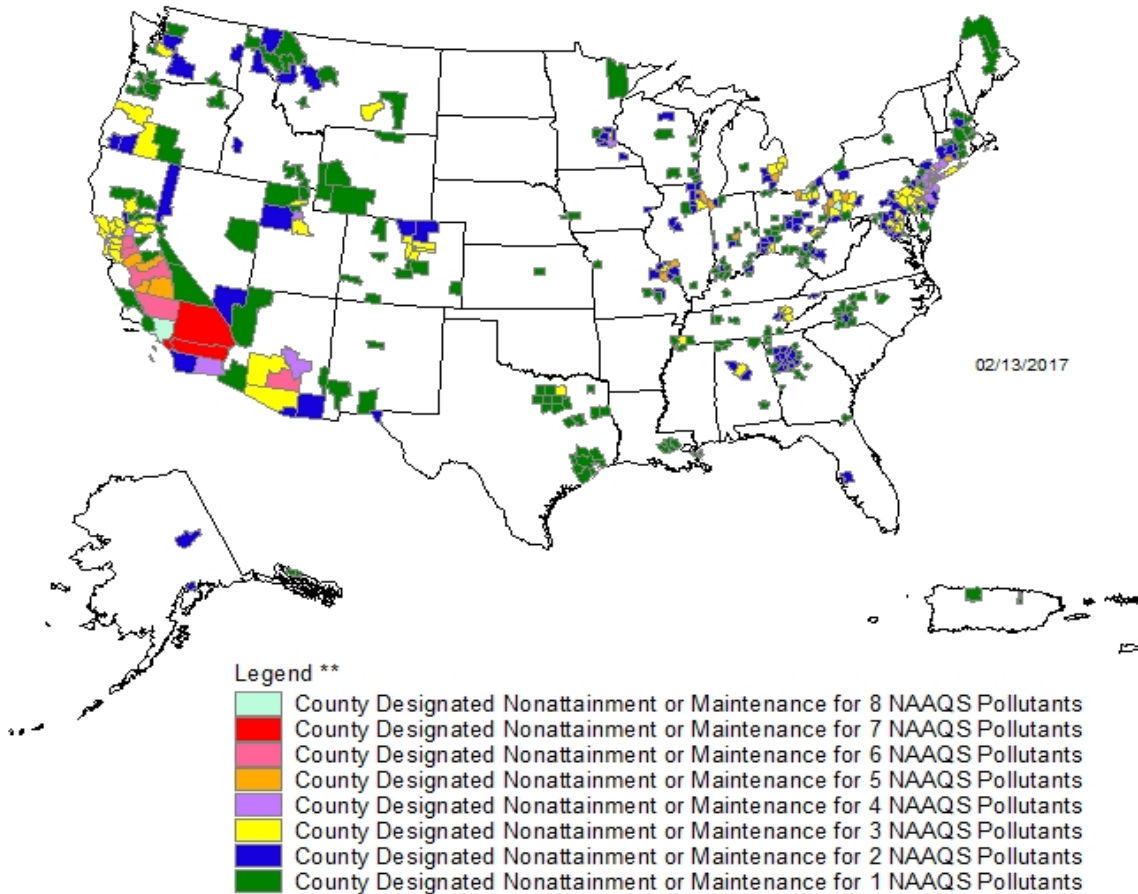 02/13/2017
Legend **
County Designated Nonattainment or Maintenance for 8 NAAQS Pollutants
County Designated Nonattainment or Maintenance for 7 NAAQS Pollutants
County Designated Nonattainment or Maintenance for 6 NAAQS Pollutants
County Designated Nonattainment or Maintenance for 5 NAAQS Pollutants
County Designated Nonattainment or Maintenance for 4 NAAQS Pollutants
County Designated Nonattainment or Maintenance for 3 NAAQS Pollutants
County Designated Nonattainment or Maintenance for 2 NAAQS Pollutants
County Designated Nonattainment or Maintenance for 1 NAAQS Pollutants